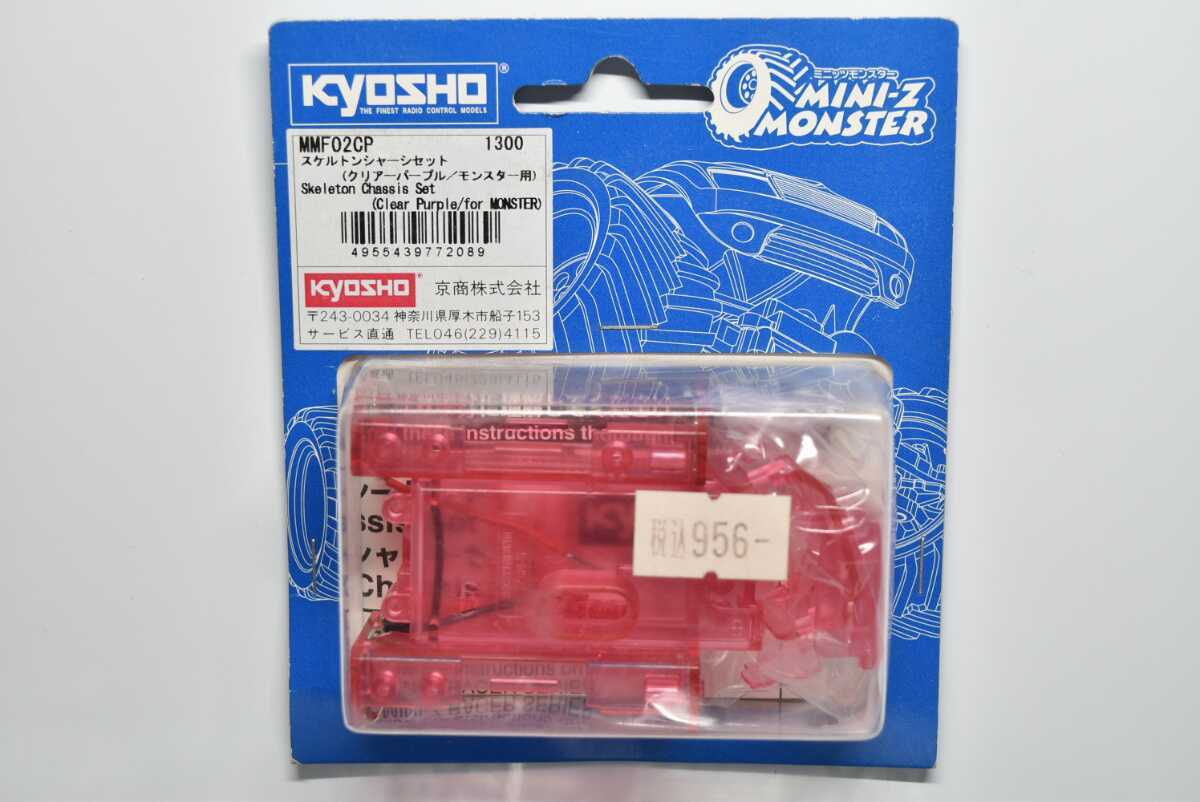 KYOSHO®
THE FINEST RADIO CONTROL MODELS
ミニッツモンスター
MINI-Z
MONSTER
MMF02CP 1300
スケルトンシャーシセット
(クリアーパープル/モンスター用)
Skeleton Chassis Set
(Clear Purple/for MONSTER)
4955439772089
KYOSHO® 京商株式会社
〒243-0034 神奈川県厚木市船子153
サービス直通 TEL046(229)4115
instructions
税込956-